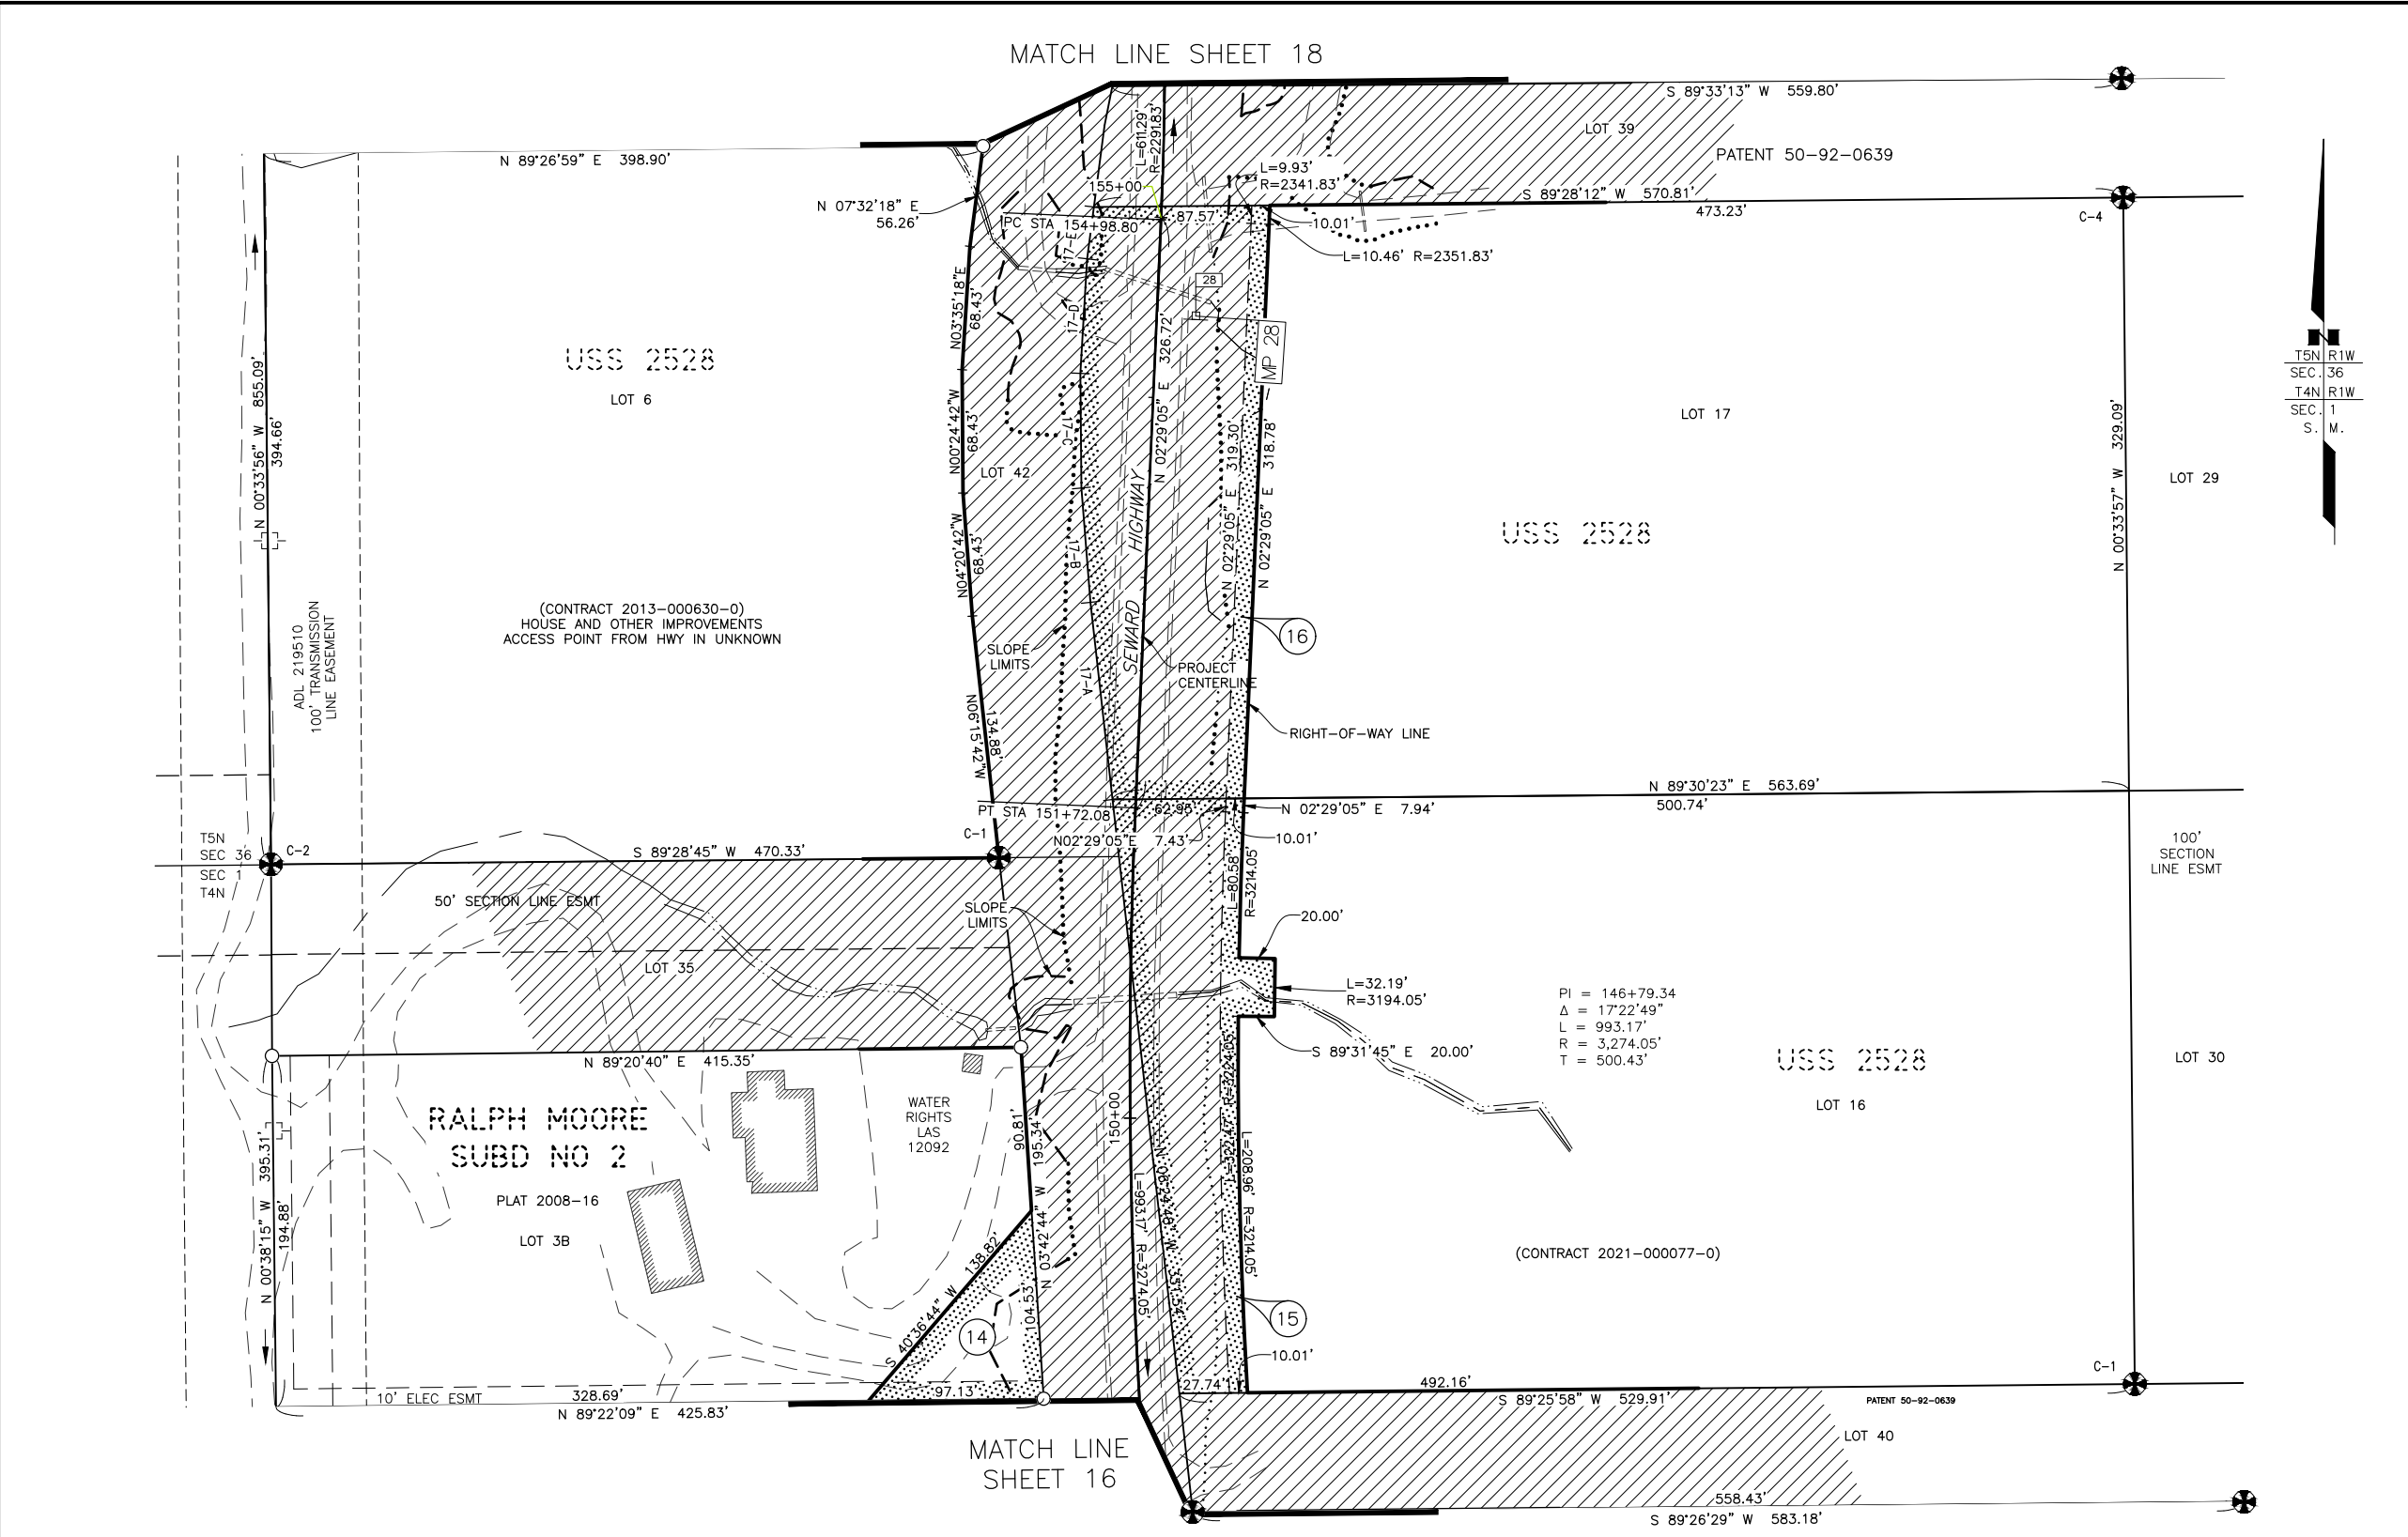 MATCH LINE SHEET 18
S 89°33'13" W 559.80'
LOT 39
PATENT 50-92-0639
N 89°26'59" E 398.90'
L=611.29'
R=2291.83'
L=9.93'
R=2341.83'
155+00
S 89°28'12" W 570.81'
473.23'
C-4
N 07°32'18" E
56.26'
PC STA 154+98.80
87.57'
10.01'
L=10.46' R=2351.83'
17-E
28
MP 28
N03°35'18"E
68.43'
17-D
326.72'
N 02°29'05" E
T5N R1W
SEC. 36
T4N R1W
SEC. 1
S. M.
N
USS 2528
LOT 6
N 00°33'56" W 855.09'
394.66'
N00°24'42"W
68.43'
17-C
LOT 42
N 02°29'05" E 319.30'
N 02°29'05" E 318.78'
LOT 17
USS 2528
N 00°33'57" W 329.09'
LOT 29
N04°20'42"W
68.43'
17-B
SEWARD HIGHWAY
(CONTRACT 2013-000630-0)
HOUSE AND OTHER IMPROVEMENTS
ACCESS POINT FROM HWY IN UNKNOWN
ADL 219510
100' TRANSMISSION
LINE EASEMENT
SLOPE
LIMITS
17-A
PROJECT
CENTERLINE
16
N06°15'42"W
134.88'
RIGHT-OF-WAY LINE
N 89°30'23" E 563.69'
500.74'
PT STA 151+72.08
62.95'
N 02°29'05" E 7.94'
10.01'
N02°29'05"E 7.43'
C-1
T5N
SEC 36
SEC 1
T4N
C-2
S 89°28'45" W 470.33'
100'
SECTION
LINE ESMT
50' SECTION LINE ESMT
L=80.58'
R=3214.05'
SLOPE
LIMITS
20.00'
LOT 35
L=32.19'
R=3194.05'
PI = 146+79.34
Δ = 17°22'49"
L = 993.17'
R = 3,274.05'
T = 500.43'
S 89°31'45" E 20.00'
N 89°20'40" E 415.35'
USS 2528
LOT 16
LOT 30
RALPH MOORE
SUBD NO 2
PLAT 2008-16
LOT 3B
WATER
RIGHTS
LAS
12092
90.81'
195.34'
N 03°42'44" W
150+00
R=3224.05'
L=322.47'
L=208.96' R=3214.05'
L=993.17' R=3274.05'
N 06°24'48" W 331.54'
N 00°38'15" W 395.31'
194.88'
S 40°36'44" W 138.82'
104.53'
14
15
(CONTRACT 2021-000077-0)
10.01'
C-1
10' ELEC ESMT
328.69'
97.13'
N 89°22'09" E 425.83'
27.74'
492.16'
S 89°25'58" W 529.91'
PATENT 50-92-0639
LOT 40
MATCH LINE
SHEET 16
558.43'
S 89°26'29" W 583.18'